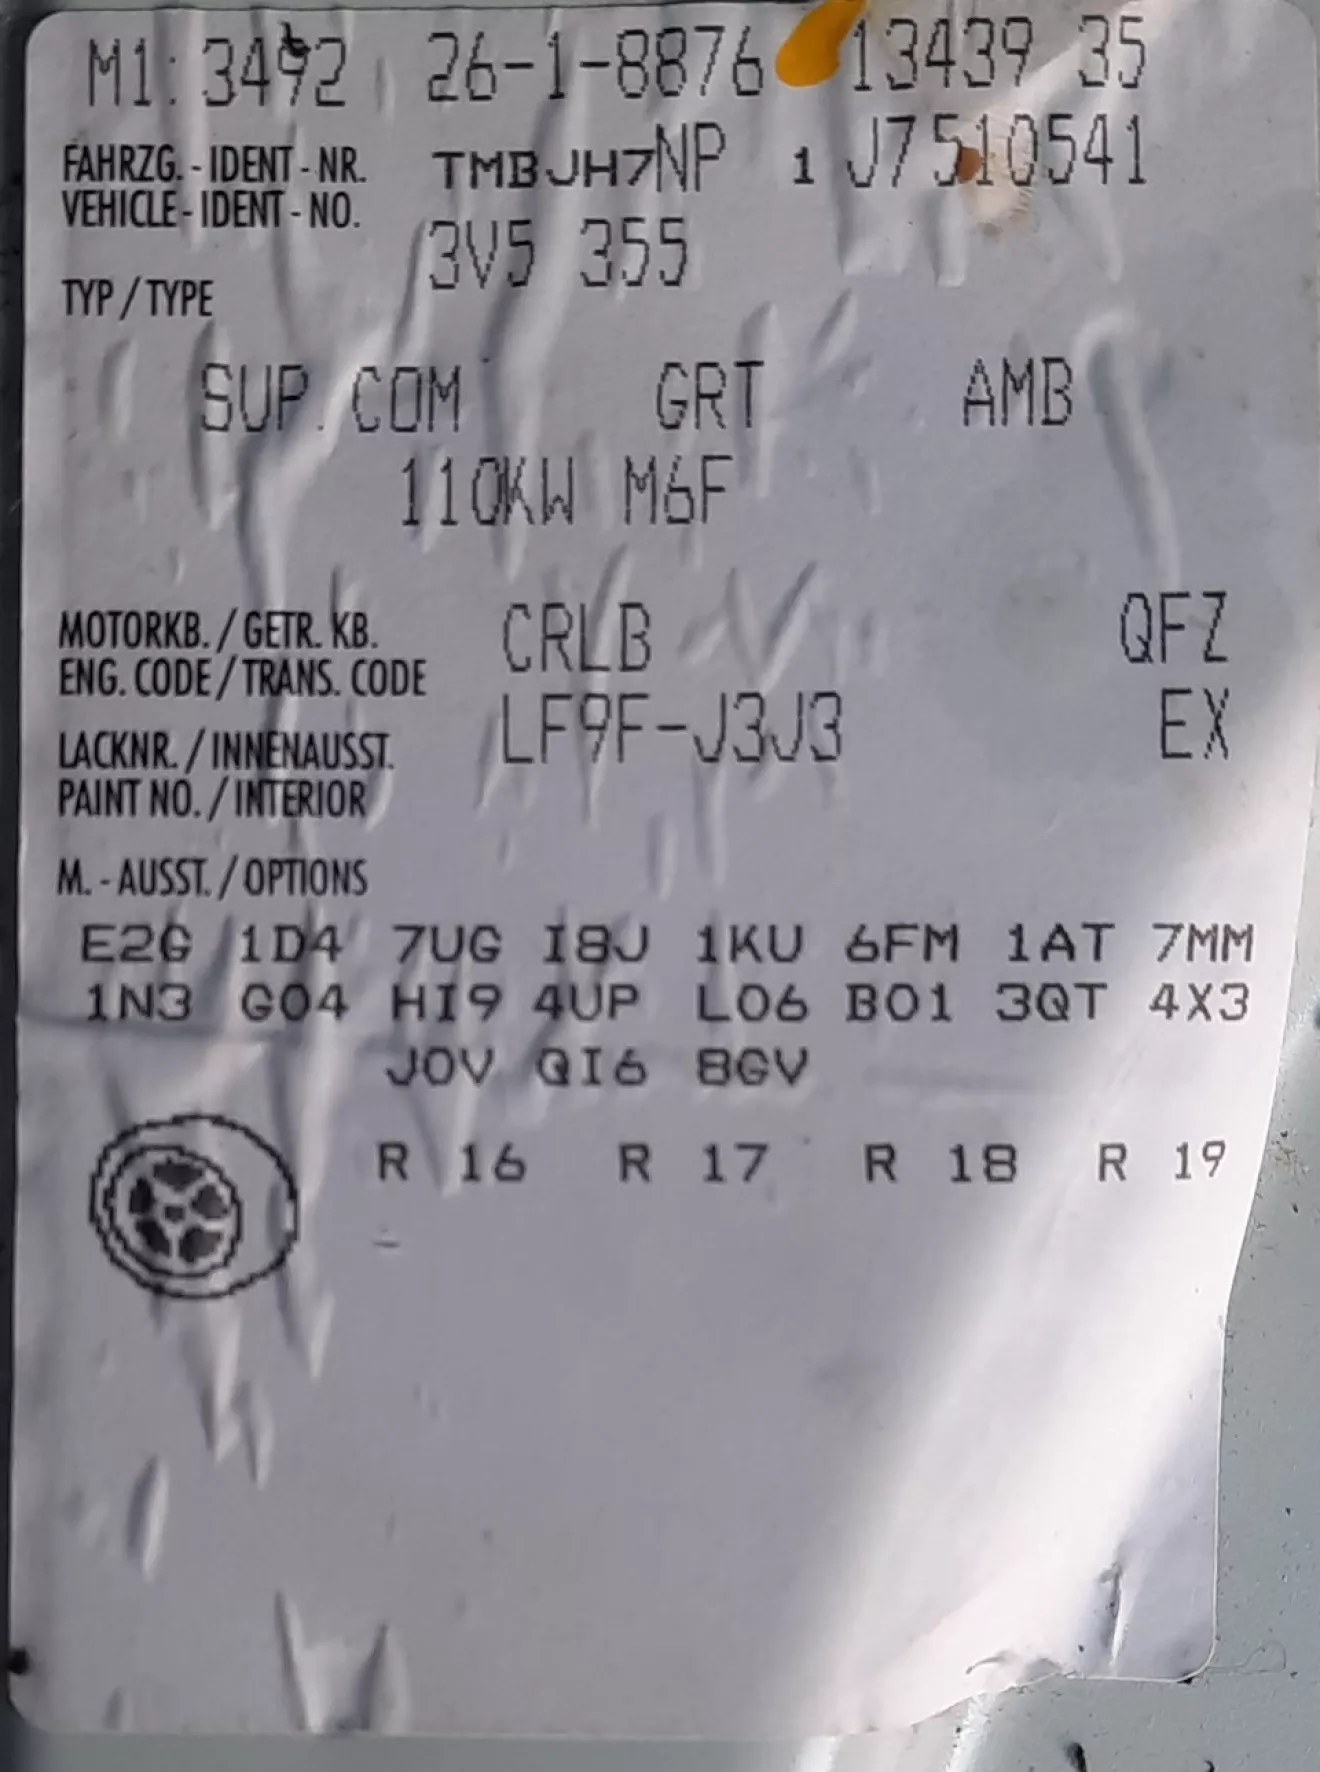 M1: 3492 26-1-8876 13439 35
FAHRZG.-IDENT-NR. TMBJH7NP 1 J7510541
VEHICLE-IDENT-NO.
3V5 355
TYP/TYPE
SUP.COM GRT AMB
110KW M6F
MOTORKB./GETR. KB. CRLB QFZ
ENG. CODE/TRANS. CODE
LACKNR./INNENAUSST. LF9F-J3J3 EX
PAINT NO./INTERIOR
M.-AUSST./OPTIONS
E2G 1D4 7UG I8J 1KU 6FM 1AT 7MM
1N3 G04 HI9 4UP L06 B01 3QT 4X3
J0V QI6 8GV
R 16 R 17 R 18 R 19